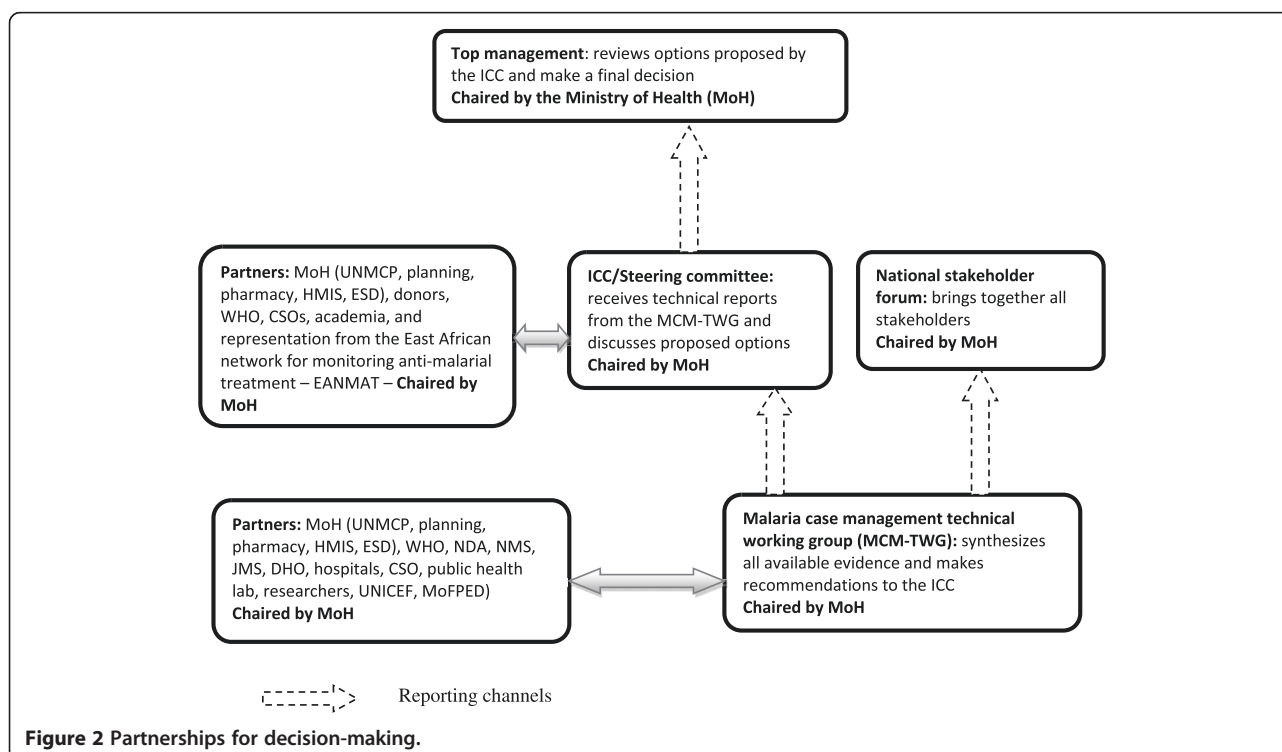 Top management: reviews options proposed by
the ICC and make a final decision
Chaired by the Ministry of Health (MoH)
Partners: MoH (UNMCP, planning,
pharmacy, HMIS, ESD), donors,
WHO, CSOs, academia, and
representation from the East African
network for monitoring anti-malarial
treatment – EANMAT – Chaired by
MoH
ICC/Steering committee:
receives technical reports
from the MCM-TWG and
discusses proposed options
Chaired by MoH
National stakeholder
forum: brings together all
stakeholders
Chaired by MoH
Partners: MoH (UNMCP, planning,
pharmacy, HMIS, ESD), WHO, NDA, NMS,
JMS, DHO, hospitals, CSO, public health
lab, researchers, UNICEF, MoFPED)
Chaired by MoH
Malaria case management technical
working group (MCM-TWG): synthesizes
all available evidence and makes
recommendations to the ICC
Chaired by MoH
Reporting channels
Figure 2 Partnerships for decision-making.